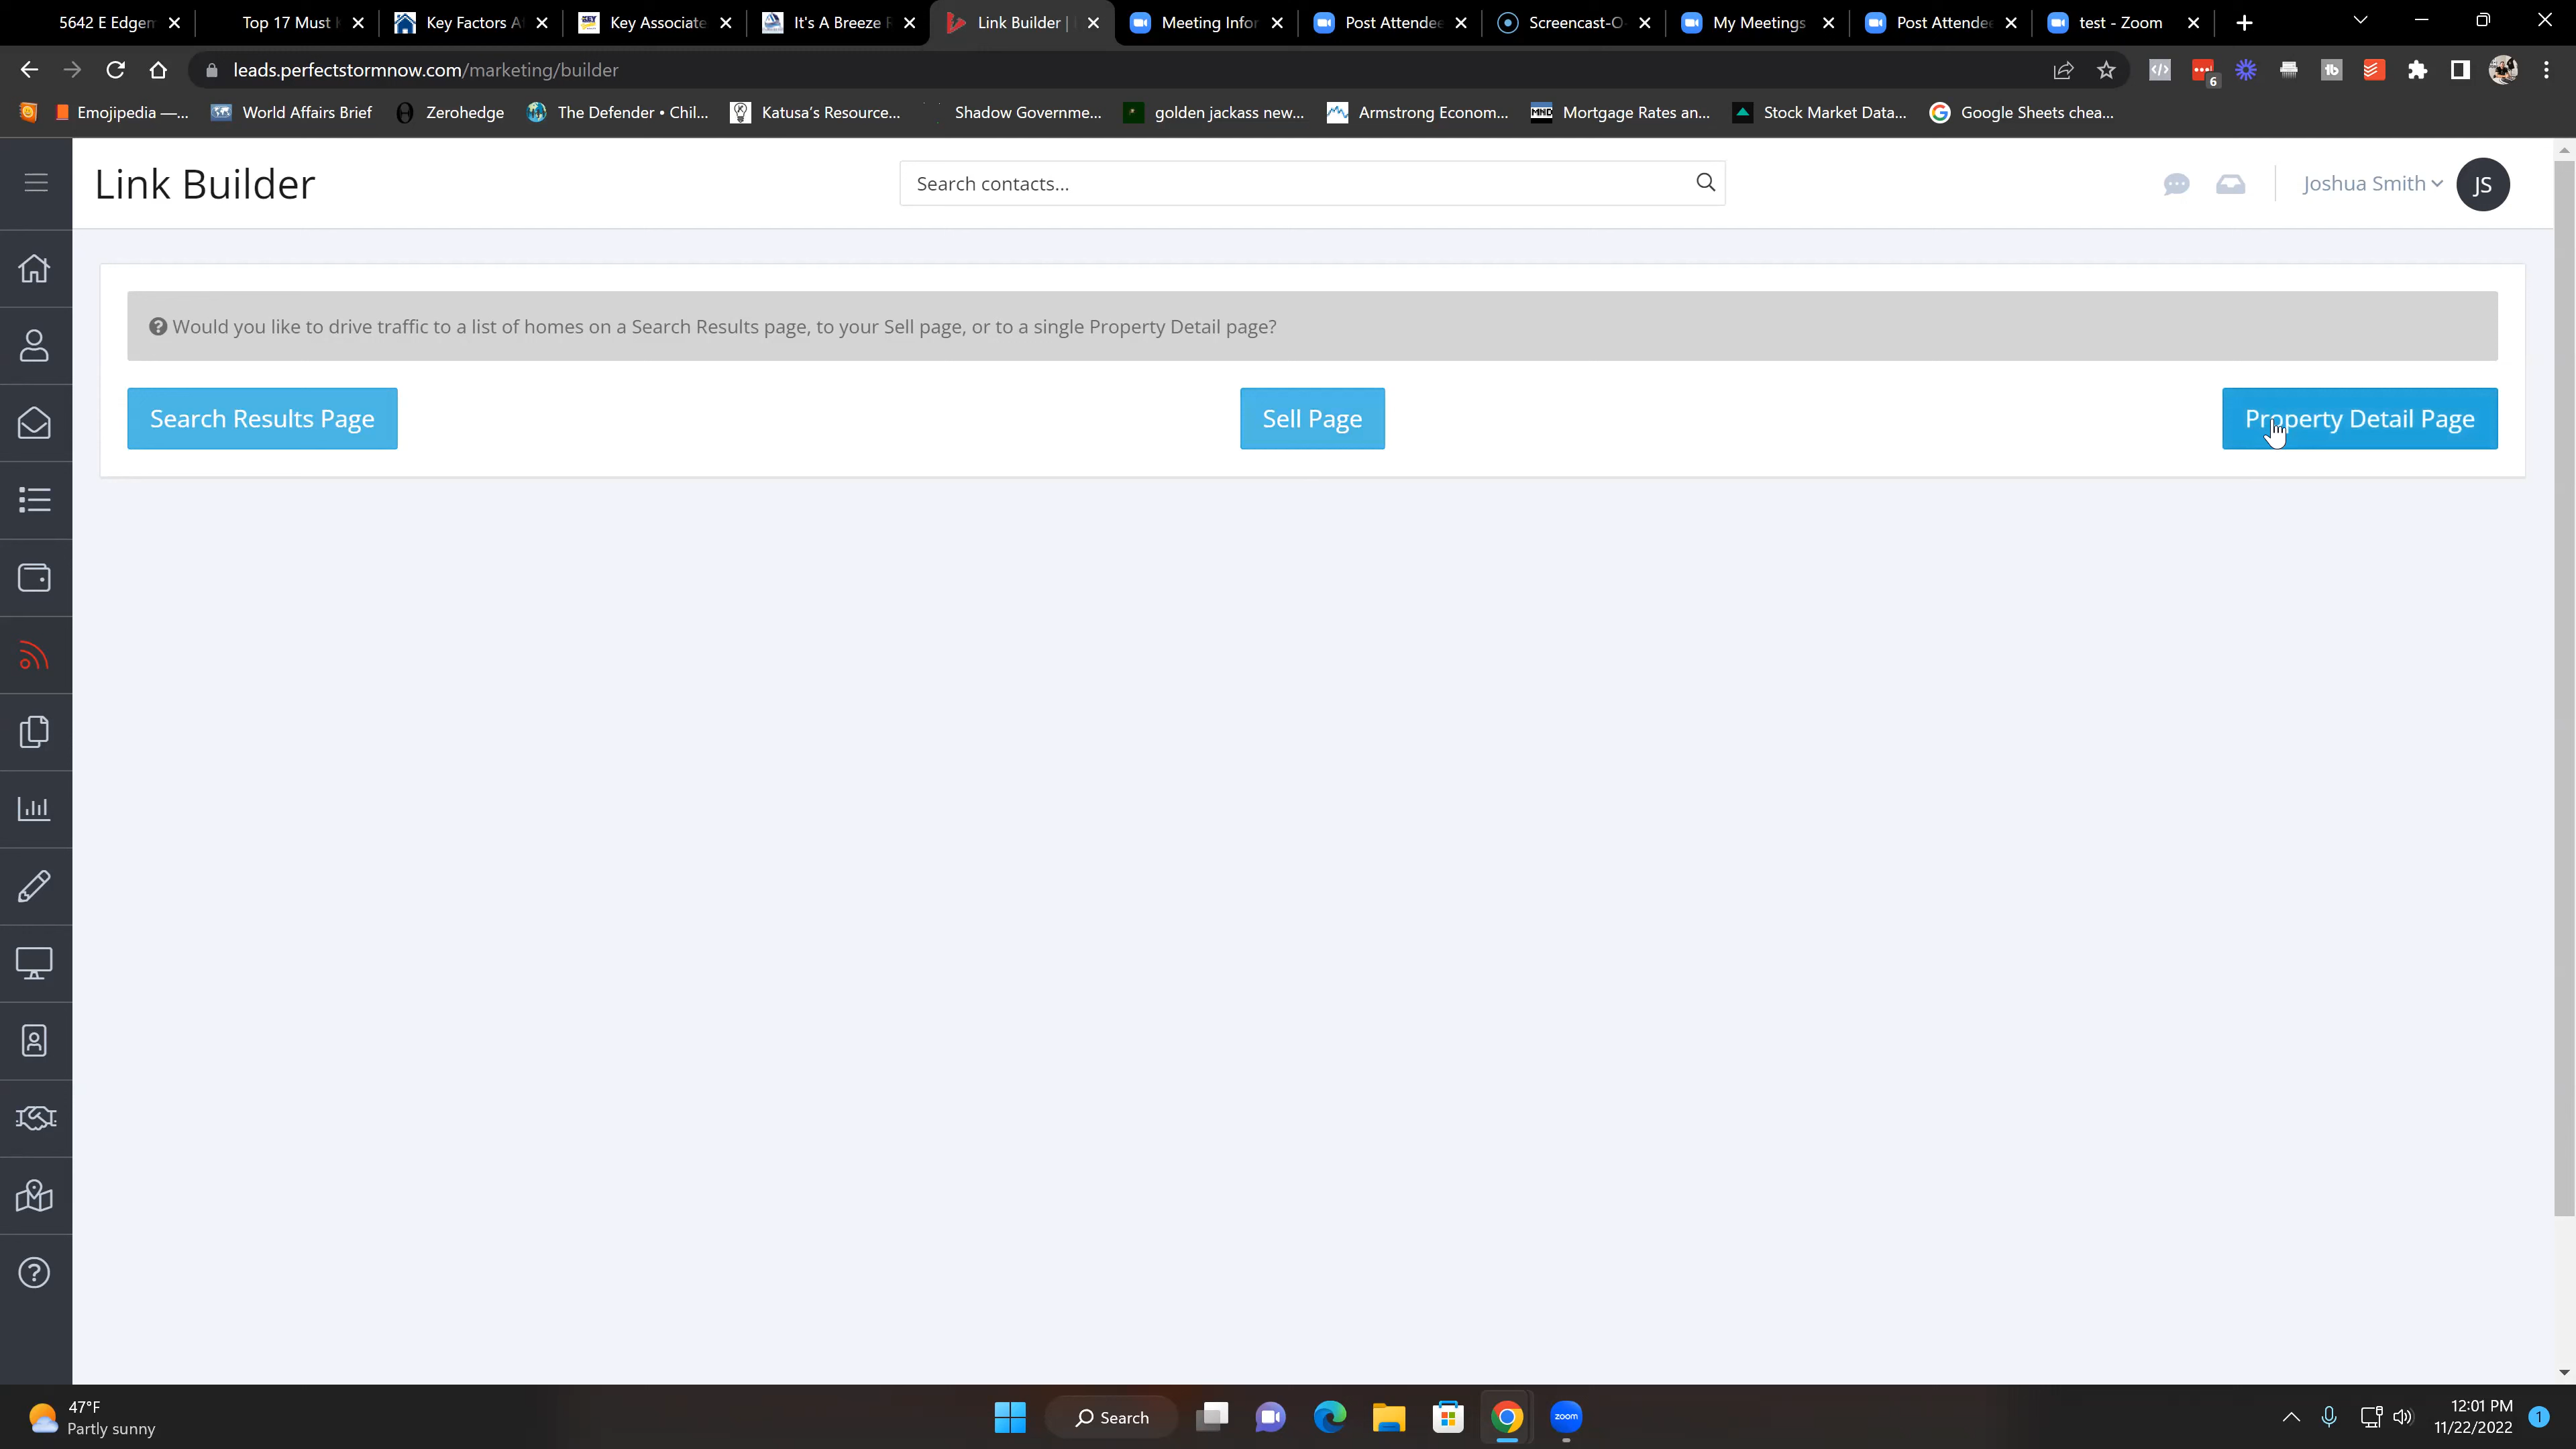 5642 E Edgem
Top 17 Must
Key Factors A
Key Associate
It's A Breeze
Link Builder |
Meeting Infor
Post Attendee
Screencast-O
My Meetings
Post Attendee
test - Zoom
leads.perfectstormnow.com/marketing/builder
6
Emojipedia —...
World Affairs Brief
Zerohedge
The Defender • Chil...
Katusa's Resource...
Shadow Governme...
golden jackass new...
Armstrong Econom...
MND
Mortgage Rates an...
Stock Market Data...
Google Sheets chea...
Link Builder
Search contacts...
Joshua Smith
JS
Would you like to drive traffic to a list of homes on a Search Results page, to your Sell page, or to a single Property Detail page?
Search Results Page
Sell Page
Property Detail Page
47°F
Partly sunny
Search
zoom
12:01 PM
11/22/2022
1